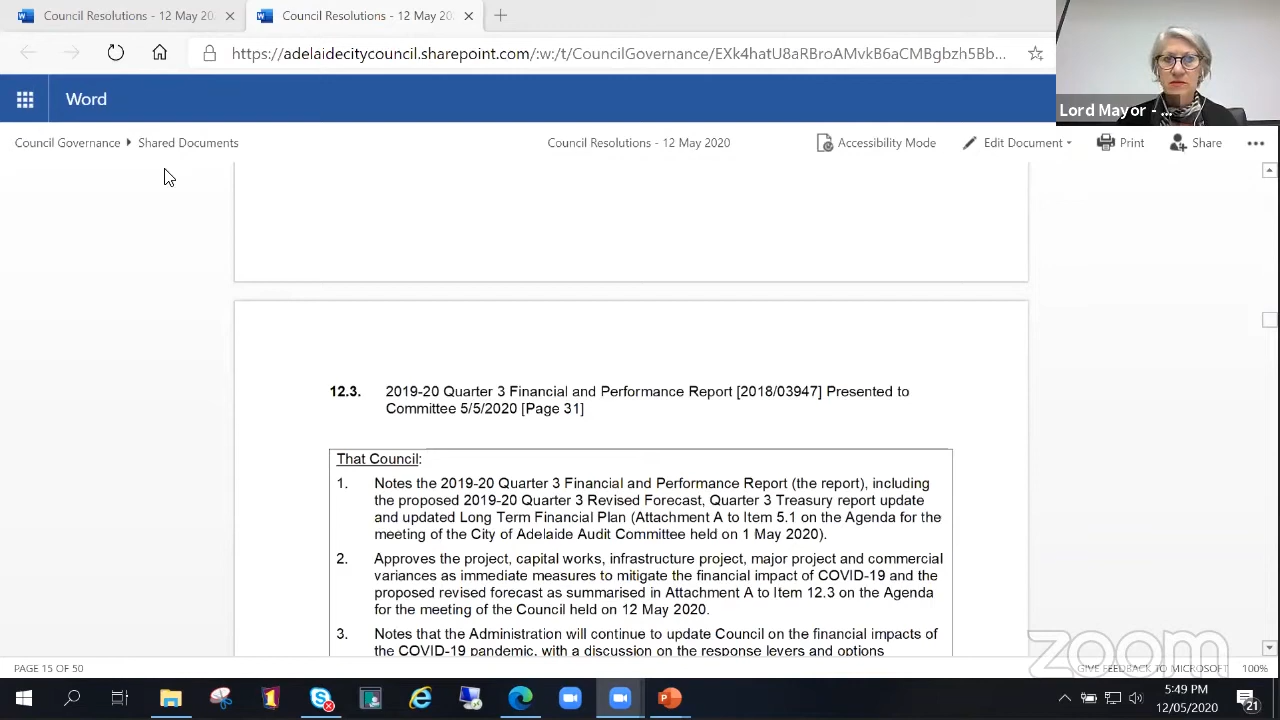 Council Resolutions - 12 May 202
Council Resolutions - 12 May 202
https://adelaidecitycouncil.sharepoint.com/:w:/t/CouncilGovernance/EXk4hatU8aRBroAMvkB6aCMBgbzh5Bb...
Lord Mayor - ...
Word
Council Governance
Shared Documents
Council Resolutions - 12 May 2020
Accessibility Mode
Edit Document
Print
Share
12.3. 2019-20 Quarter 3 Financial and Performance Report [2018/03947] Presented to
Committee 5/5/2020 [Page 31]
That Council:
1. Notes the 2019-20 Quarter 3 Financial and Performance Report (the report), including
the proposed 2019-20 Quarter 3 Revised Forecast, Quarter 3 Treasury report update
and updated Long Term Financial Plan (Attachment A to Item 5.1 on the Agenda for the
meeting of the City of Adelaide Audit Committee held on 1 May 2020).
2. Approves the project, capital works, infrastructure project, major project and commercial
variances as immediate measures to mitigate the financial impact of COVID-19 and the
proposed revised forecast as summarised in Attachment A to Item 12.3 on the Agenda
for the meeting of the Council held on 12 May 2020.
3. Notes that the Administration will continue to update Council on the financial impacts of
the COVID-19 pandemic, with a discussion on the response levers and options
zoom
PAGE 15 OF 50
GIVE FEEDBACK TO MICROSOFT
100%
5:49 PM
12/05/2020
21